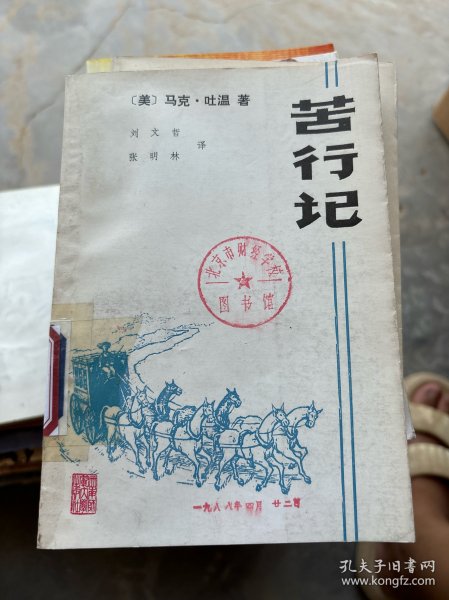 〔美〕马克·吐温 著
刘文哲
张明林
译
苦行记
北京市财经学校
图书馆
一九八八年四月廿二日
孔夫子旧书网
www.kongfz.com